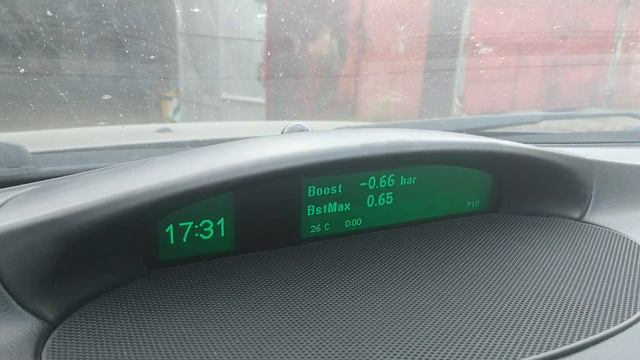 17:31
Boost -0.66 bar
BstMax 0.65
26 C 0:00
P10